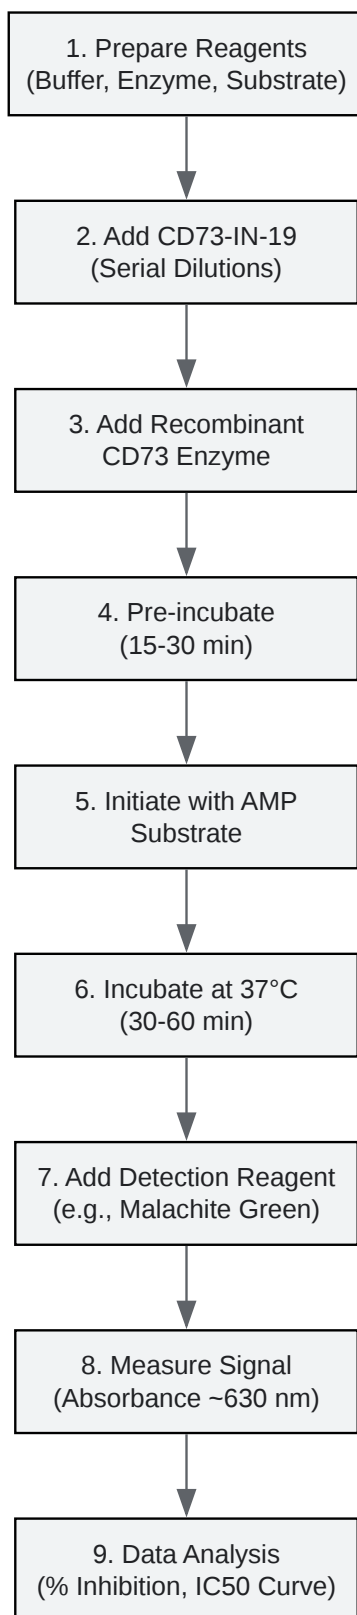 1. Prepare Reagents
(Buffer, Enzyme, Substrate)
2. Add CD73-IN-19
(Serial Dilutions)
3. Add Recombinant
CD73 Enzyme
4. Pre-incubate
(15-30 min)
5. Initiate with AMP
Substrate
6. Incubate at 37°C
(30-60 min)
7. Add Detection Reagent
(e.g., Malachite Green)
8. Measure Signal
(Absorbance ~630 nm)
9. Data Analysis
(% Inhibition, IC50 Curve)